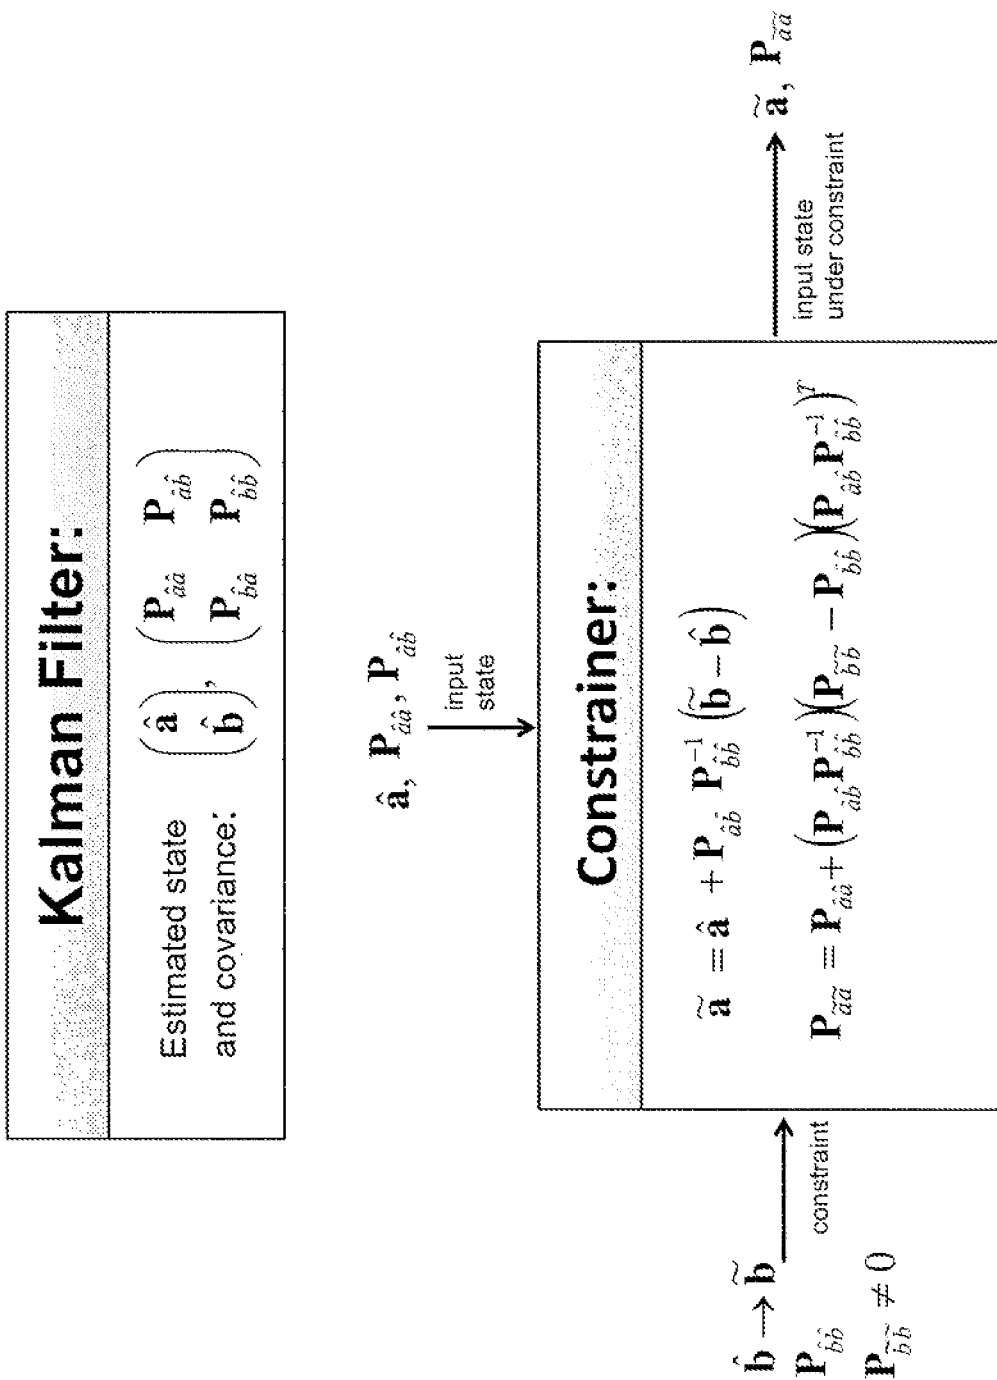 Kalman Filter:
Estimated state
and covariance:
(â b̂), (P_ââ P_âb̂
P_b̂â P_b̂b̂)
â, P_ââ, P_âb̂
input
state
Constrainer:
ã = â + P_âb̂ P_b̂b̂^{-1} (b̃ − b̂)
P_ãã = P_ââ + (P_âb̂ P_b̂b̂^{-1})(P_b̃b̃ − P_b̂b̂)(P_âb̂ P_b̂b̂^{-1})^T
b̂ → b̃
P_b̂b̂
P_b̃b̃ ≠ 0
constraint
input state
under constraint
ã, P_ãã